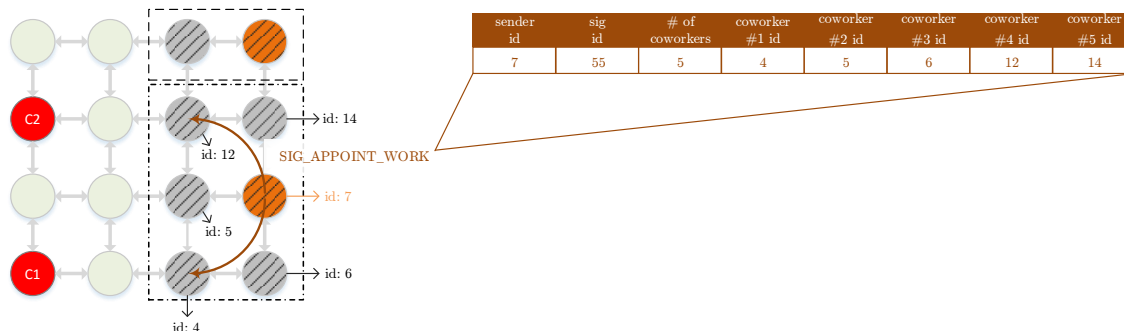 sender id
sig id
# of coworkers
coworker #1 id
coworker #2 id
coworker #3 id
coworker #4 id
coworker #5 id
7 55 5 4 5 6 12 14
C2
id: 14
id: 12
SIG_APPOINT_WORK
id: 7
id: 5
C1
id: 6
id: 4